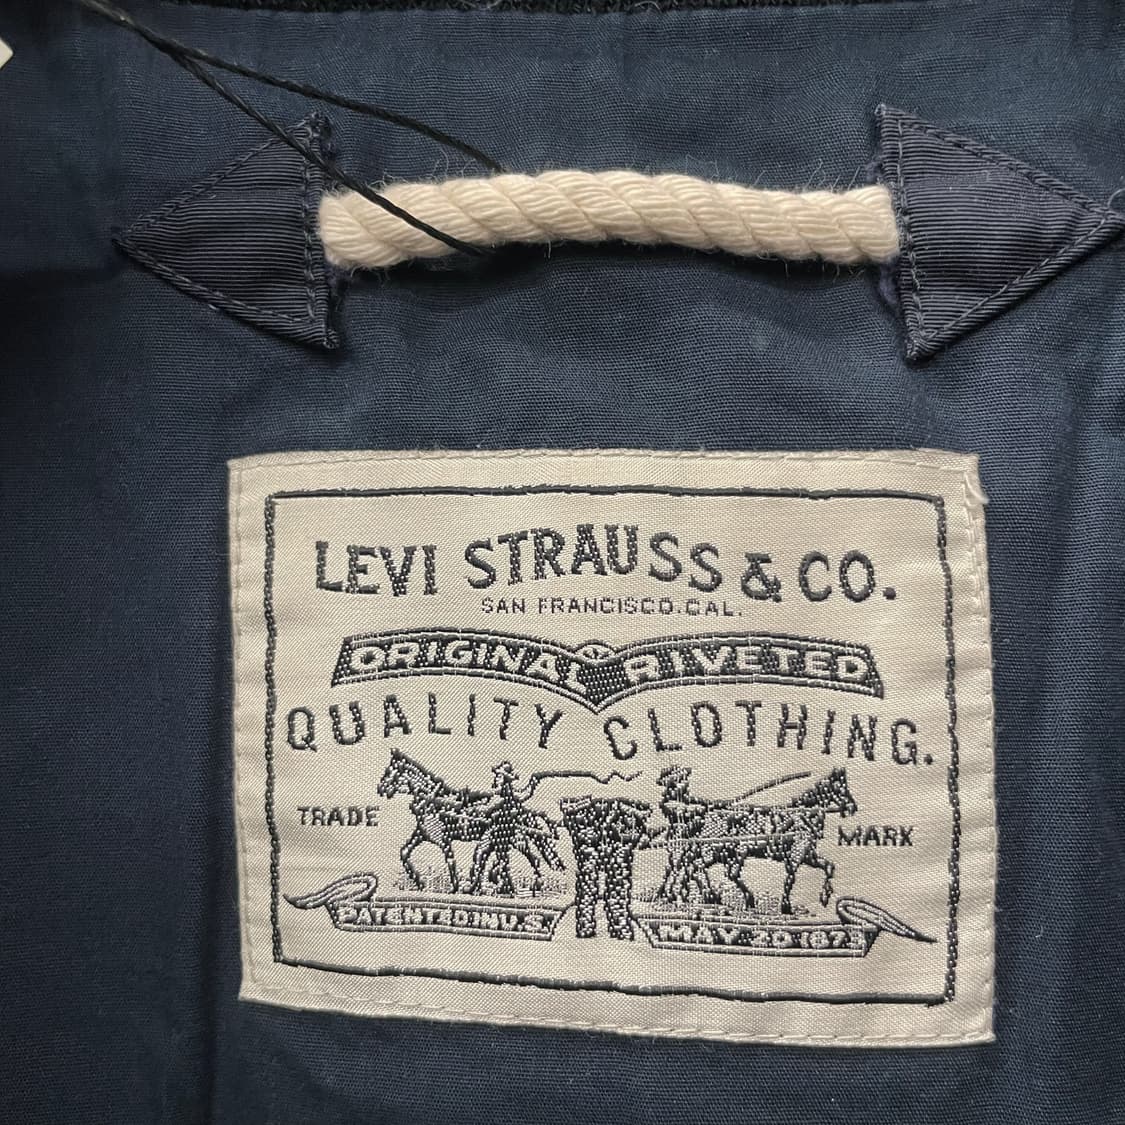 LEVI STRAUSS & CO.
SAN FRANCISCO.CAL.
ORIGINAL RIVETED
QUALITY CLOTHING.
TRADE MARK
PATENTED IN U.S. MAY 20 1873